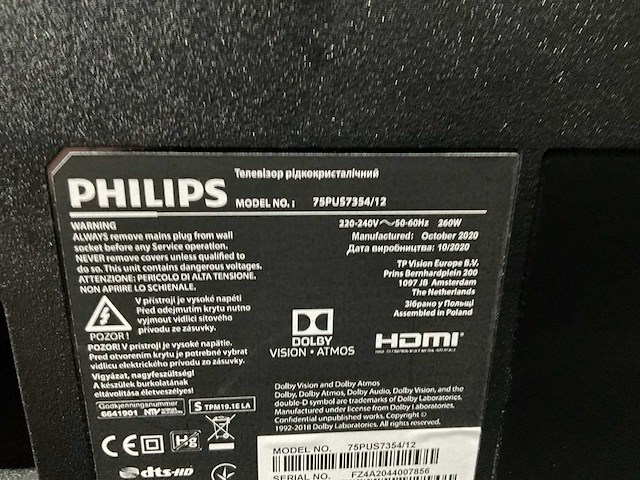 Телевізор рідкокристалічний
PHILIPS MODEL NO. : 75PUS7354/12
WARNING
ALWAYS remove mains plug from wall
socket before any Service operation.
NEVER remove covers unless qualified to
do so. This unit contains dangerous voltages.
ATTENZIONE: PERICOLO DI ALTA TENSIONE.
NON APRIRE LO SCHIENALE.
220-240V ~ 50-60Hz 260W
Manufactured: October 2020
Дата виробництва: 10/2020
TP Vision Europe B.V.
Prins Bernhardplein 200
1097 JB Amsterdam
The Netherlands
Зібрано у Польщі
Assembled in Poland
V přístroji je vysoké napětí
Před odejmutím krytu nutno
vyjmout vidlici síťového
přívodu ze zásuvky.
POZOR !
POZOR! V prístroji je vysoké napätie.
Pred otvorením krytu je potrebné vybrať
vidlicu elektrického prívodu zo zásuvky.
Vigyázat, nagyfeszültség!
A készülek burkolatának
eltávolítása életveszélyes!
DOLBY
VISION • ATMOS
HDMI
Dolby Vision and Dolby Atmos
Dolby, Dolby Atmos, Dolby Audio, Dolby Vision, and the
double-D symbol are trademarks of Dolby Laboratories.
Manufactured under license from Dolby Laboratories.
Confidential unpublished works. Copyright ©
1992-2018 Dolby Laboratories. All rights reserved.
Godkjenningsnummer
6641901 NTV
S TPM19.1E LA
CE Hg
dts-HD
MODEL NO. 75PUS7354/12
SERIAL NO. FZ4A2044007856